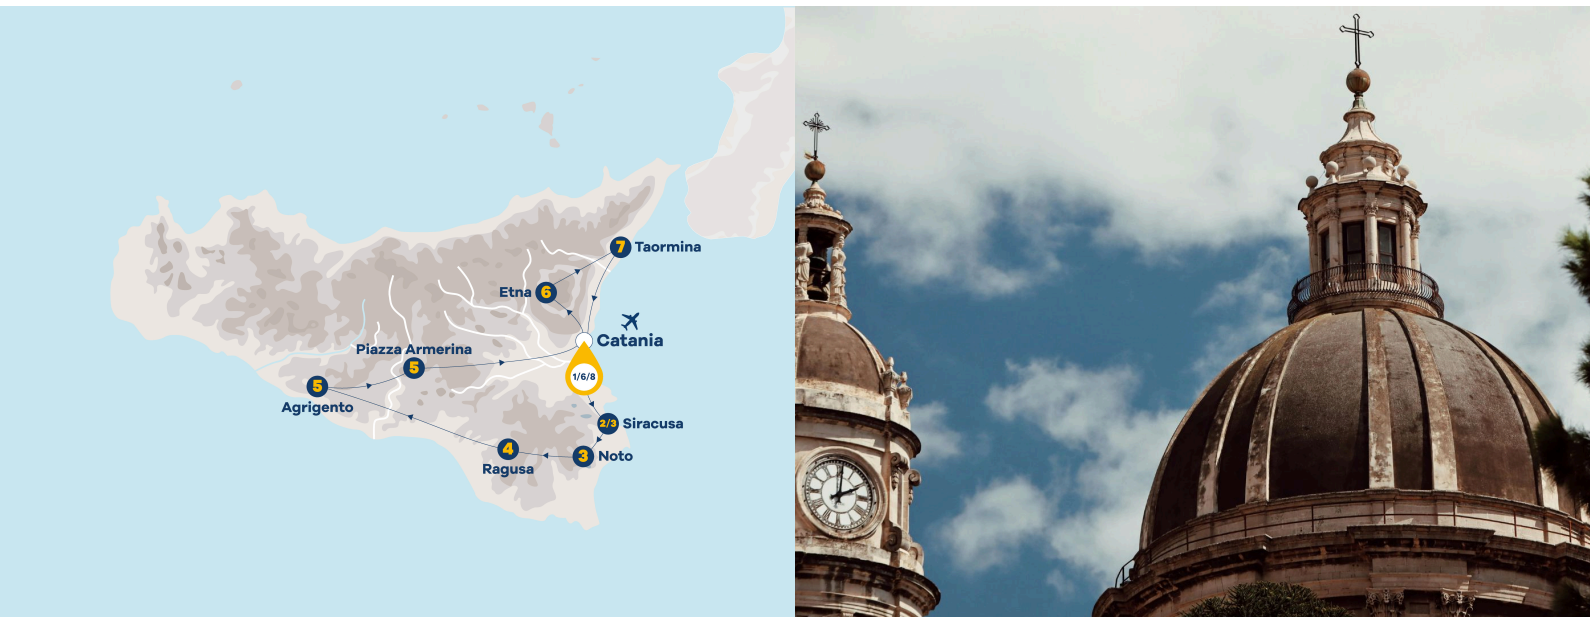 7 Taormina
Etna 6
Catania
Piazza Armerina
5
5
1/6/8
Agrigento
2/3 Siracusa
4
3 Noto
Ragusa